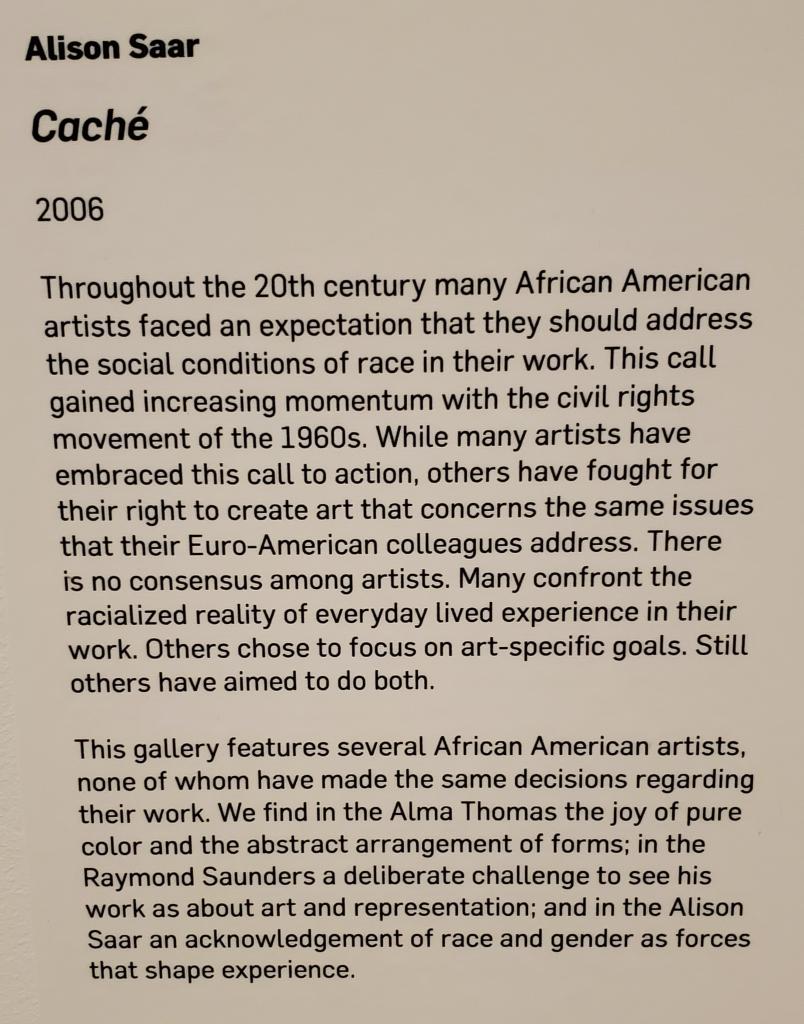 Alison Saar
Caché
2006
Throughout the 20th century many African American
artists faced an expectation that they should address
the social conditions of race in their work. This call
gained increasing momentum with the civil rights
movement of the 1960s. While many artists have
embraced this call to action, others have fought for
their right to create art that concerns the same issues
that their Euro-American colleagues address. There
is no consensus among artists. Many confront the
racialized reality of everyday lived experience in their
work. Others chose to focus on art-specific goals. Still
others have aimed to do both.
This gallery features several African American artists,
none of whom have made the same decisions regarding
their work. We find in the Alma Thomas the joy of pure
color and the abstract arrangement of forms; in the
Raymond Saunders a deliberate challenge to see his
work as about art and representation; and in the Alison
Saar an acknowledgement of race and gender as forces
that shape experience.